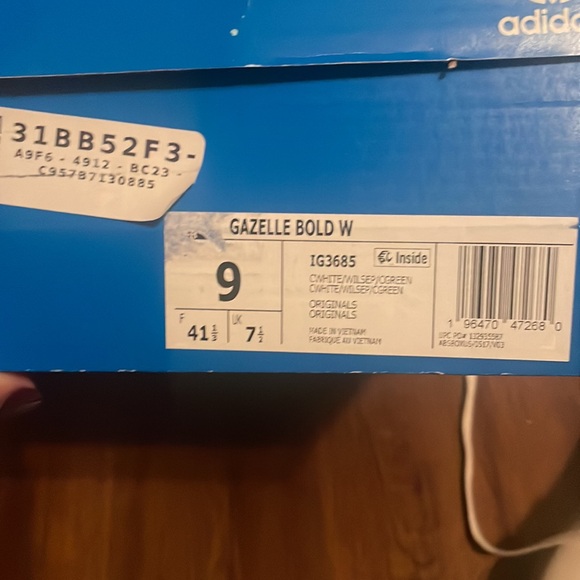 adida
31BB52F3-
A9F6 - 4912 - BC23 -
C95787130885
GAZELLE BOLD W
9
IG3685
Inside
CWHITE/WILSEP/CGREEN
CWHITE/WILSEP/CGREEN
ORIGINALS
ORIGINALS
F
41 1/3
UK
7 1/2
MADE IN VIETNAM
FABRIQUE AU VIETNAM
1 96470 47268 0